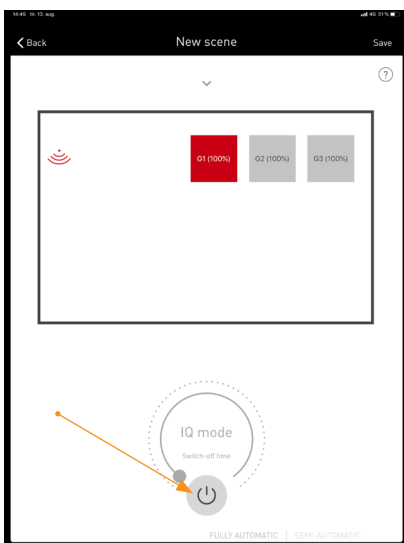 14:45 tir. 13. aug.
4G 51%
Back New scene Save
?
G1 (100%) G2 (100%) G3 (100%)
IQ mode
Switch-off time
FULLY AUTOMATIC | SEMI-AUTOMATIC